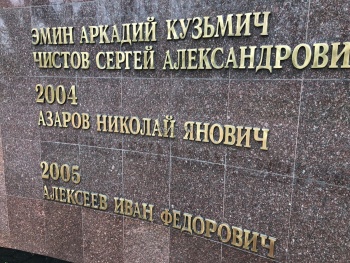 ЭМИН АРКАДИЙ КУЗЬМИЧ
ЧИСТОВ СЕРГЕЙ АЛЕКСАНДРОВИ
2004
АЗАРОВ НИКОЛАЙ ЯНОВИЧ
2005
АЛЕКСЕЕВ ИВАН ФЕДОРОВИЧ